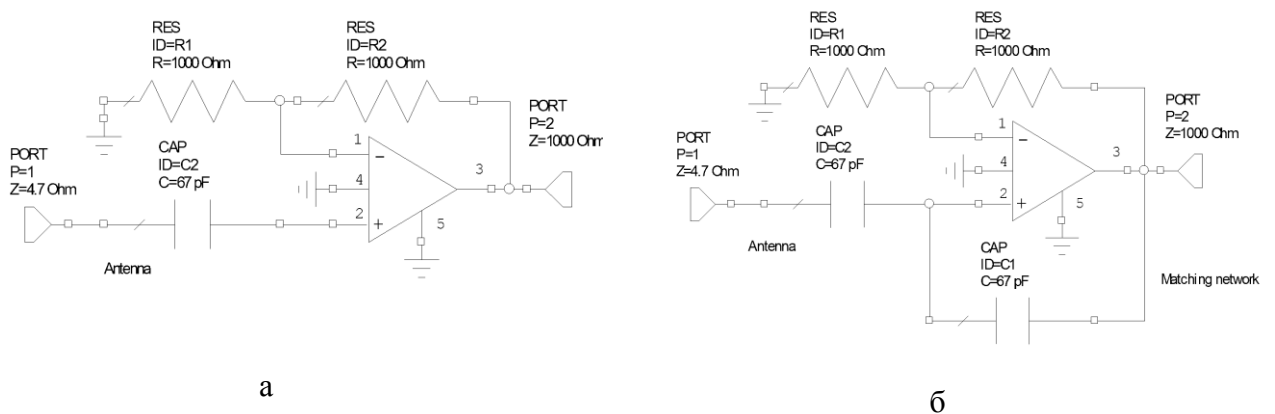 RES
ID=R1
R=1000 Ohm
RES
ID=R2
R=1000 Ohm
PORT
P=2
Z=1000 Ohm
PORT
P=1
Z=4.7 Ohm
CAP
ID=C2
C=67 pF
1
4
2
3
5
Antenna
а
RES
ID=R1
R=1000 Ohm
RES
ID=R2
R=1000 Ohm
PORT
P=2
Z=1000 Ohm
PORT
P=1
Z=4.7 Ohm
CAP
ID=C2
C=67 pF
1
4
2
3
5
Antenna
CAP
ID=C1
C=67 pF
Matching network
б